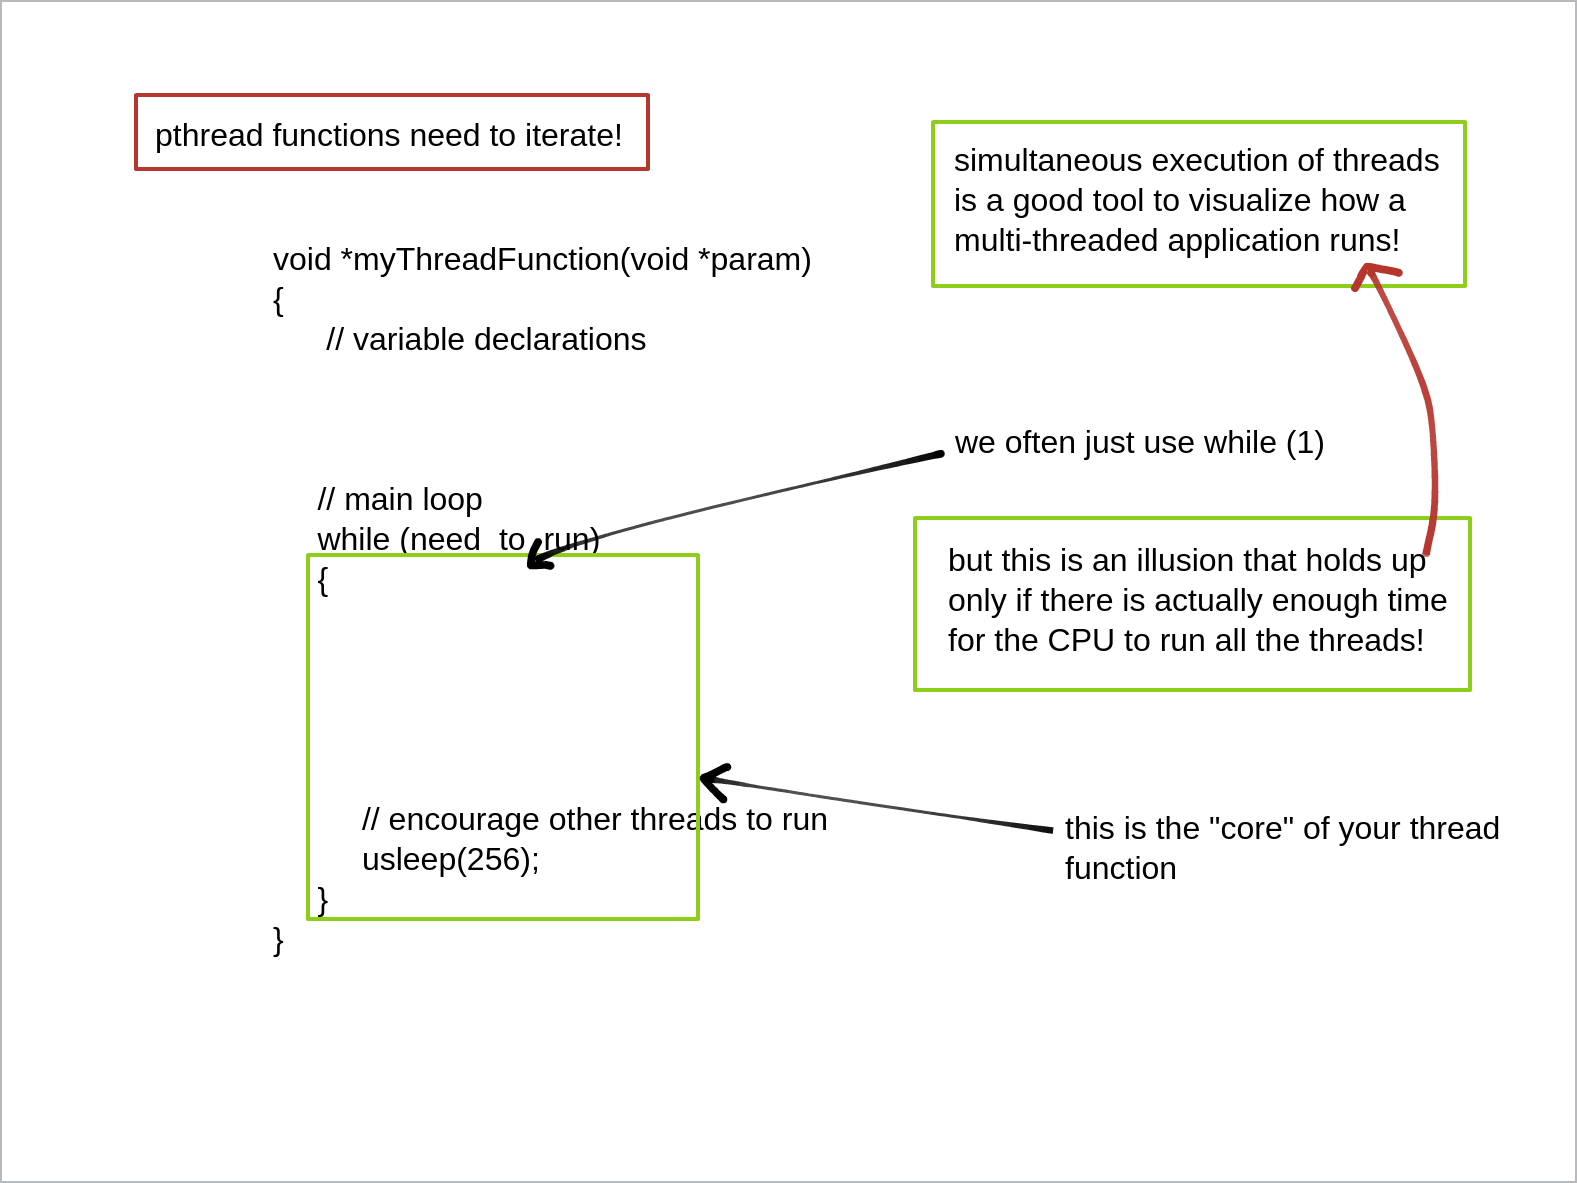 pthread functions need to iterate!
void *myThreadFunction(void *param)
{
// variable declarations
// main loop
while (need_to_run)
{
// encourage other threads to run
usleep(256);
}
}
simultaneous execution of threads
is a good tool to visualize how a
multi-threaded application runs!
we often just use while (1)
but this is an illusion that holds up
only if there is actually enough time
for the CPU to run all the threads!
this is the "core" of your thread
function